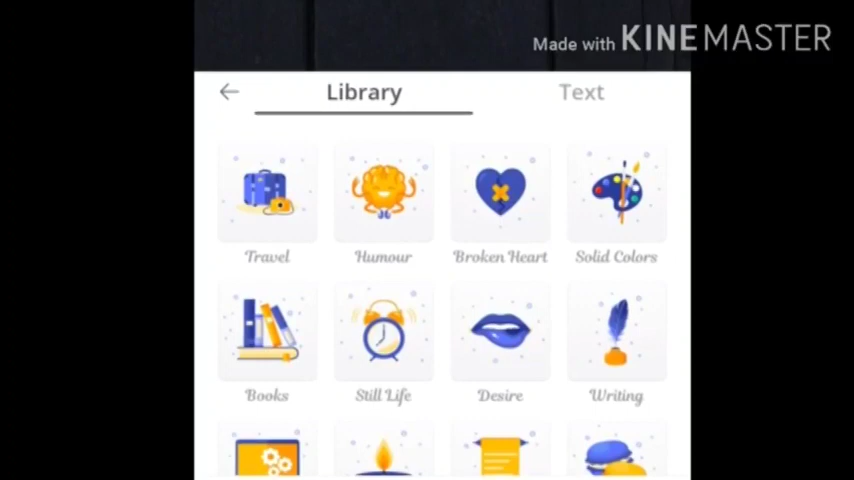 Made with KINEMASTER
Library Text
Travel Humour Broken Heart Solid Colors
Books Still Life Desire Writing